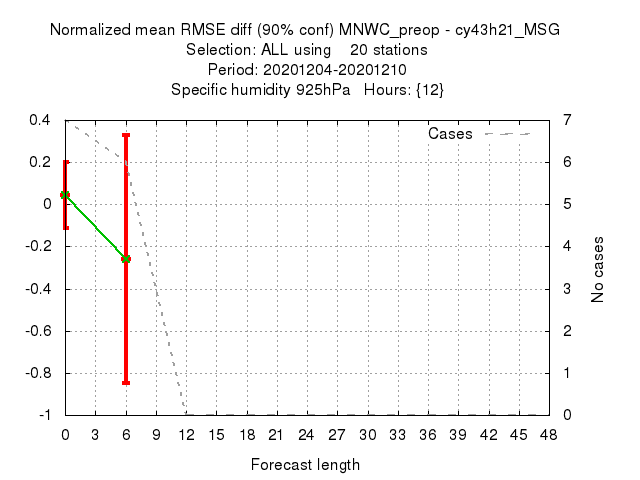 Normalized mean RMSE diff (90% conf) MNWC_preop - cy43h21_MSG
Selection: ALL using    20 stations
Period: 20201204-20201210
Specific humidity 925hPa   Hours: {12}
0.4
0.2
0
-0.2
-0.4
-0.6
-0.8
-1
Cases
7
6
5
4
3
2
1
0
No cases
0 3 6 9 12 15 18 21 24 27 30 33 36 39 42 45 48
Forecast length